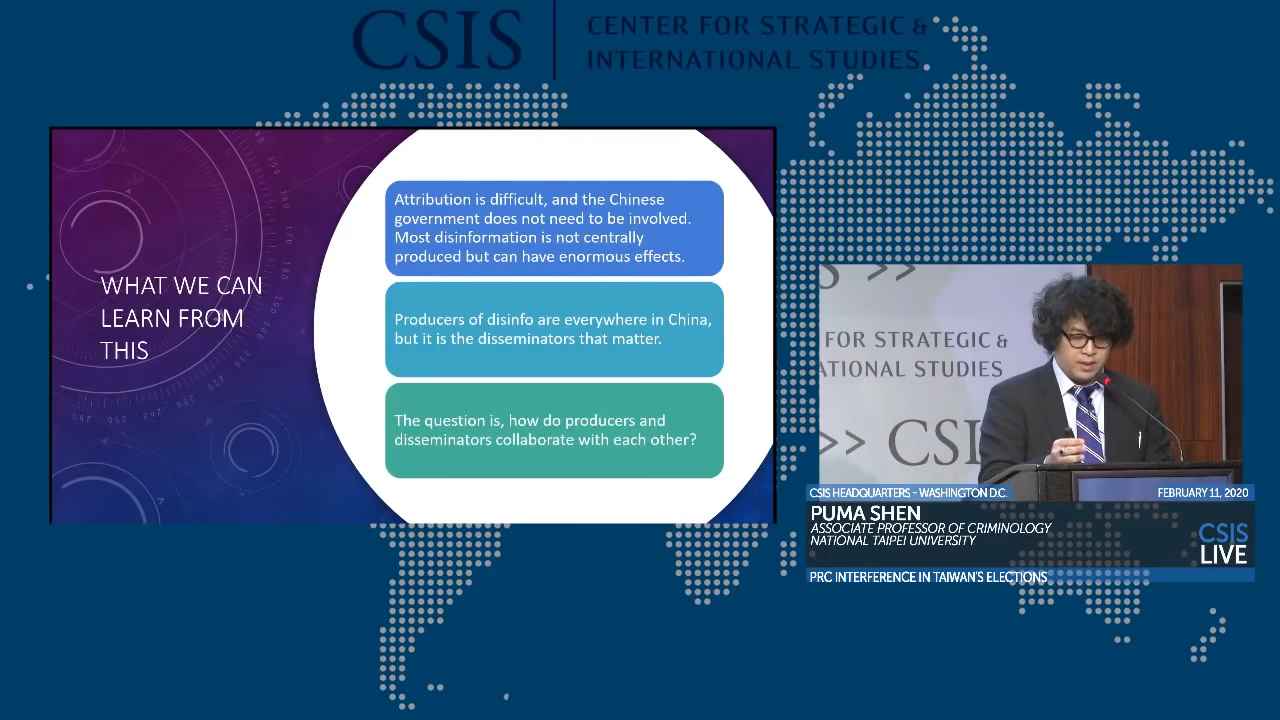 CSIS
CENTER FOR STRATEGIC &
INTERNATIONAL STUDIES
WHAT WE CAN
LEARN FROM
THIS
Attribution is difficult, and the Chinese
government does not need to be involved.
Most disinformation is not centrally
produced but can have enormous effects.
Producers of disinfo are everywhere in China,
but it is the disseminators that matter.
The question is, how do producers and
disseminators collaborate with each other?
S >>
FOR STRATEGIC &
ATIONAL STUDIES
>> CSI
CSIS HEADQUARTERS - WASHINGTON D.C.
FEBRUARY 11, 2020
PUMA SHEN
ASSOCIATE PROFESSOR OF CRIMINOLOGY
NATIONAL TAIPEI UNIVERSITY
CSIS
LIVE
PRC INTERFERENCE IN TAIWAN'S ELECTIONS